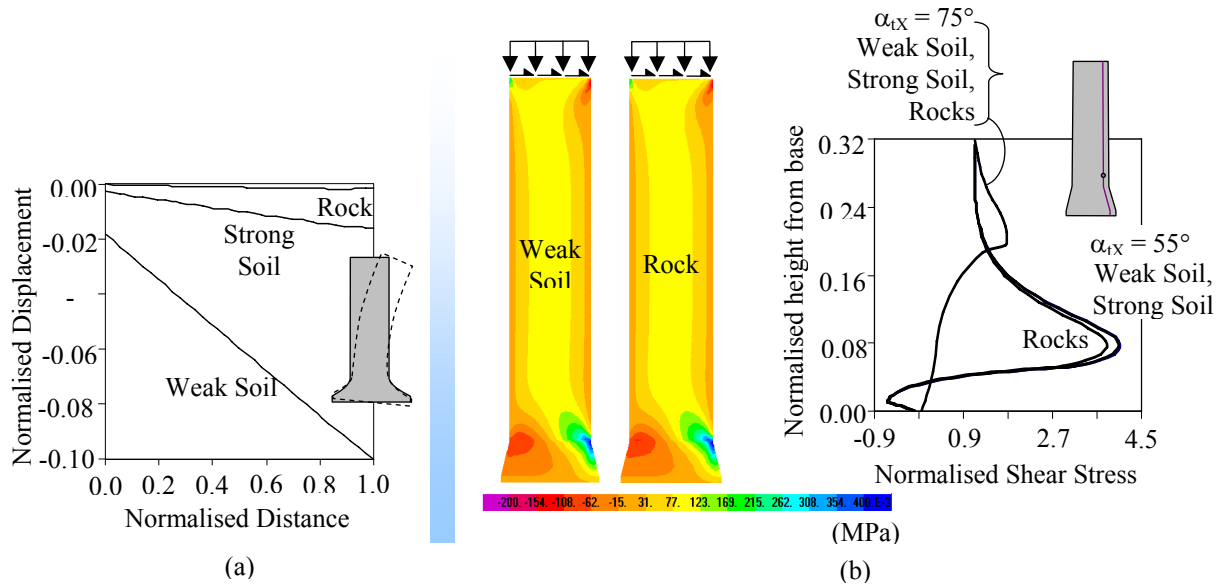 0.00
-0.02
-
-0.06
-0.08
-0.10
Normalised Displacement
Rock
Strong
Soil
Weak Soil
0.0 0.2 0.4 0.6 0.8 1.0
Normalised Distance
(a)
Weak
Soil
Rock
-200. -154. -108. -62. -15. 31. 77. 123. 169. 215. 262. 308. 354. 400.E-3
(MPa)
αtX = 75°
Weak Soil,
Strong Soil,
Rocks
0.32
0.24
0.16
0.08
0.00
Normalised height from base
αtX = 55°
Weak Soil,
Strong Soil
Rocks
-0.9 0.9 2.7 4.5
Normalised Shear Stress
(b)